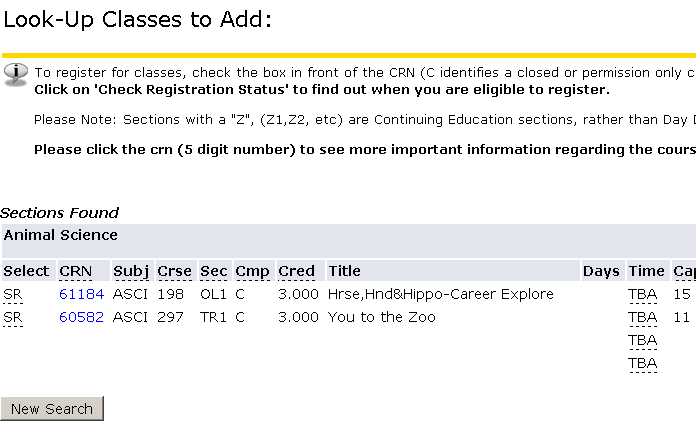 Look-Up Classes to Add:
To register for classes, check the box in front of the CRN (C identifies a closed or permission only c
Click on 'Check Registration Status' to find out when you are eligible to register.
Please Note: Sections with a "Z", (Z1,Z2, etc) are Continuing Education sections, rather than Day D
Please click the crn (5 digit number) to see more important information regarding the cours
Sections Found
Animal Science
Select CRN Subj Crse Sec Cmp Cred Title Days Time Cap
SR 61184 ASCI 198 OL1 C 3.000 Hrse,Hnd&Hippo-Career Explore TBA 15
SR 60582 ASCI 297 TR1 C 3.000 You to the Zoo TBA 11
TBA
TBA
New Search